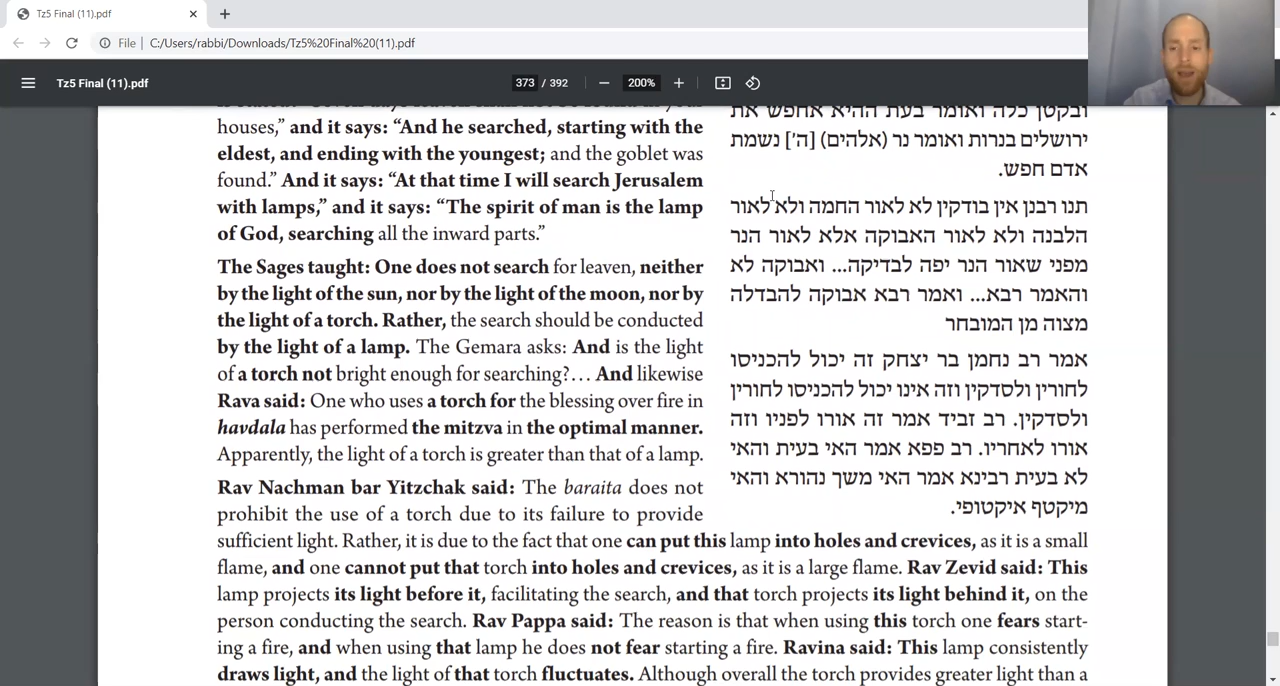 Tz5 Final (11).pdf
File C:/Users/rabbi/Downloads/Tz5%20Final%20(11).pdf
Tz5 Final (11).pdf 373 / 392 200%
houses,” and it says: “And he searched, starting with the
eldest, and ending with the youngest; and the goblet was
found.” And it says: “At that time I will search Jerusalem
with lamps,” and it says: “The spirit of man is the lamp
of God, searching all the inward parts.”
The Sages taught: One does not search for leaven, neither
by the light of the sun, nor by the light of the moon, nor by
the light of a torch. Rather, the search should be conducted
by the light of a lamp. The Gemara asks: And is the light
of a torch not bright enough for searching?… And likewise
Rava said: One who uses a torch for the blessing over fire in
havdala has performed the mitzva in the optimal manner.
Apparently, the light of a torch is greater than that of a lamp.
Rav Nachman bar Yitzchak said: The baraita does not
prohibit the use of a torch due to its failure to provide
sufficient light. Rather, it is due to the fact that one can put this lamp into holes and crevices, as it is a small
flame, and one cannot put that torch into holes and crevices, as it is a large flame. Rav Zevid said: This
lamp projects its light before it, facilitating the search, and that torch projects its light behind it, on the
person conducting the search. Rav Pappa said: The reason is that when using this torch one fears start-
ing a fire, and when using that lamp he does not fear starting a fire. Ravina said: This lamp consistently
draws light, and the light of that torch fluctuates. Although overall the torch provides greater light than a
ובקטן כלה ואומר בעת ההיא אחפש את
ירושלים בנרות ואומר נר (אלהים) [ה׳] נשמת
אדם חפש.
תנו רבנן אין בודקין לא לאור החמה ולא לאור
הלבנה ולא לאור האבוקה אלא לאור הנר
מפני שאור הנר יפה לבדיקה... ואבוקה לא
והאמר רבא... ואמר רבא אבוקה להבדלה
מצוה מן המובחר
אמר רב נחמן בר יצחק זה יכול להכניסו
לחורין ולסדקין וזה אינו יכול להכניסו לחורין
ולסדקין. רב זביד אמר זה אורו לפניו וזה
אורו לאחריו. רב פפא אמר האי בעית והאי
לא בעית רבינא אמר האי משך נהורא והאי
מיקטף איקטופי.